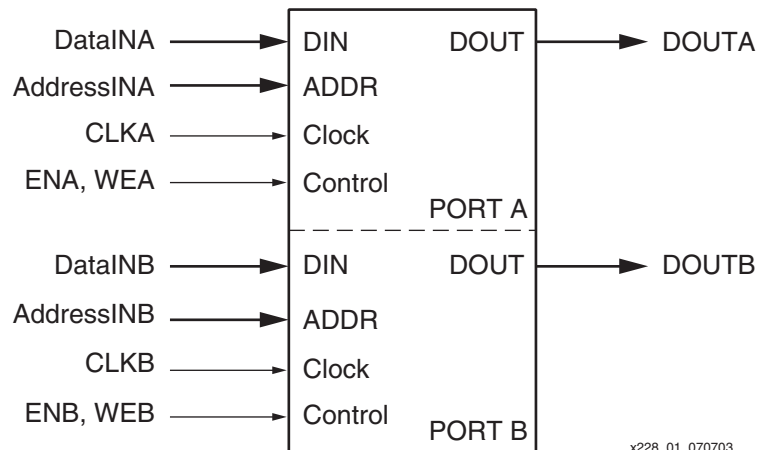 DataINA DIN DOUT DOUTA
AddressINA ADDR
CLKA Clock
ENA, WEA Control
PORT A
DataINB DIN DOUT DOUTB
AddressINB ADDR
CLKB Clock
ENB, WEB Control
PORT B
x228_01_070703